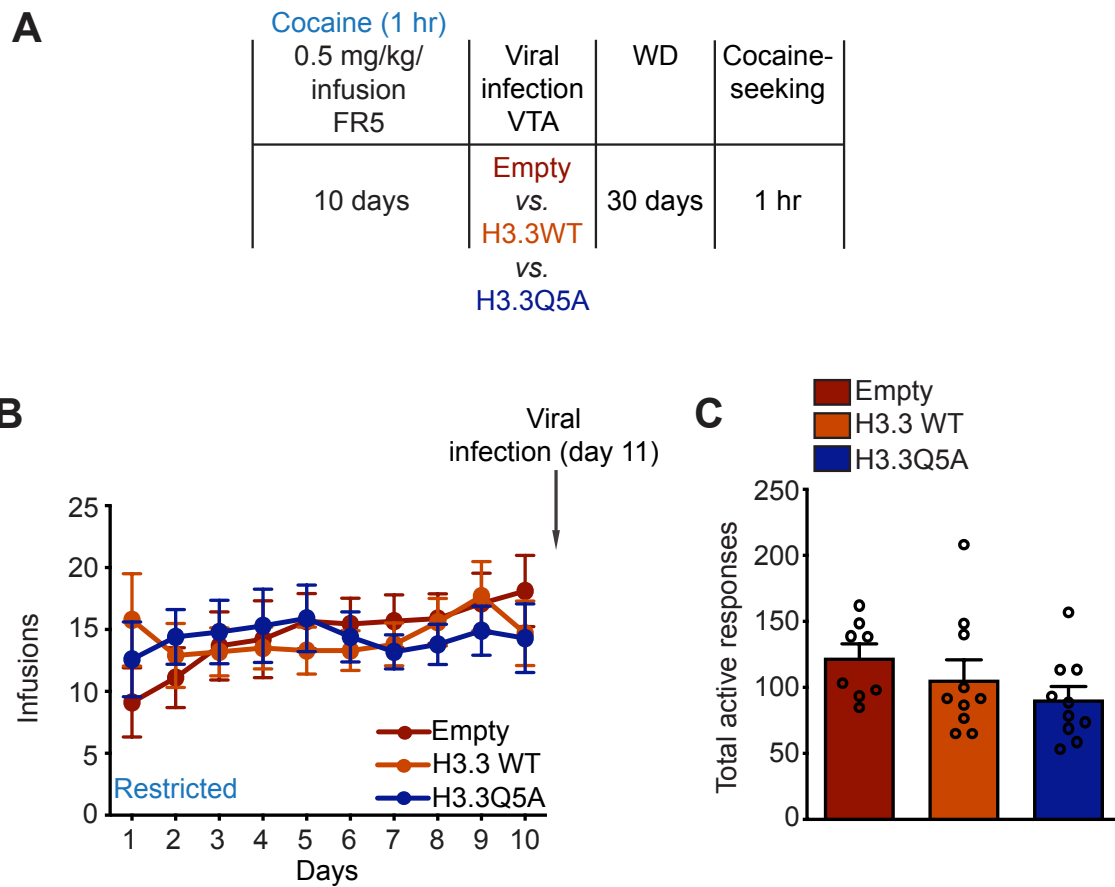 A
Cocaine (1 hr)
0.5 mg/kg/
infusion
FR5
Viral
infection
VTA
WD
Cocaine-
seeking
10 days
Empty
vs.
H3.3WT
vs.
H3.3Q5A
30 days
1 hr
B
Viral
infection (day 11)
Infusions
25
20
15
10
5
0
Restricted
Empty
H3.3 WT
H3.3Q5A
1 2 3 4 5 6 7 8 9 10
Days
C
Empty
H3.3 WT
H3.3Q5A
Total active responses
250
200
150
100
50
0